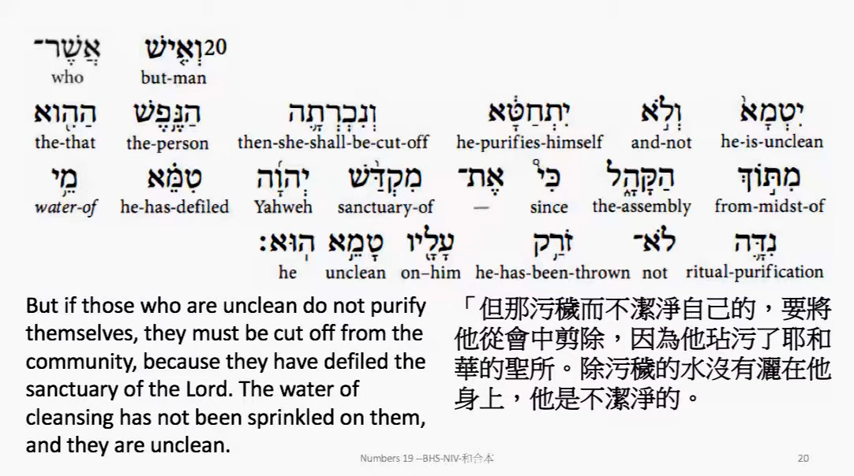 20וְאִ֤ישׁ אֲשֶׁר־
who but-man
יִטְמָא֙ וְלֹ֣א יִתְחַטָּ֔א וְנִכְרְתָ֛ה הַנֶּ֥פֶשׁ הַהִ֖וא
the-that the-person then-she-shall-be-cut-off he-purifies-himself and-not he-is-unclean
מִתּ֣וֹךְ הַקָּהָ֑ל כִּי֩ אֶת־ מִקְדַּ֨שׁ יְהוָ֜ה טִמֵּ֗א מֵ֥י
water-of he-has-defiled Yahweh sanctuary-of — since the-assembly from-midst-of
נִדָּ֛ה לֹא־ זֹרַ֥ק עָלָ֖יו טָמֵ֥א הֽוּא׃
he unclean on–him he-has-been-thrown not ritual-purification
But if those who are unclean do not purify
themselves, they must be cut off from the
community, because they have defiled the
sanctuary of the Lord. The water of
cleansing has not been sprinkled on them,
and they are unclean.
「但那污穢而不潔淨自己的，要將
他從會中剪除，因為他玷污了耶和
華的聖所。除污穢的水沒有灑在他
身上，他是不潔淨的。
Numbers 19 --BHS-NIV-和合本
20